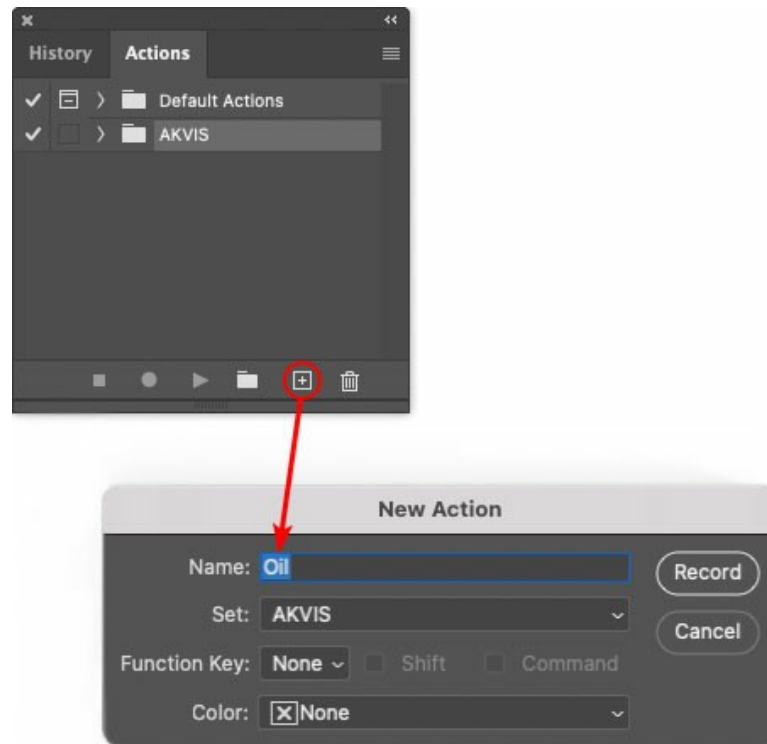 History Actions
Default Actions
AKVIS
New Action
Name: Oil
Record
Set: AKVIS
Cancel
Function Key: None Shift Command
Color: None